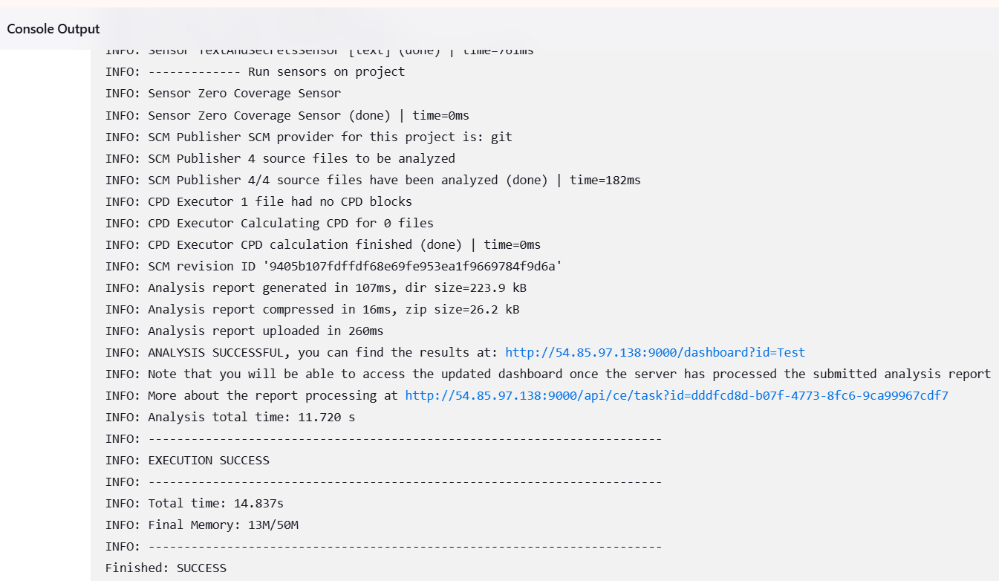 Console Output
INFO: Sensor TextAndSecretsSensor [text] (done) | time=761ms
INFO: ------------- Run sensors on project
INFO: Sensor Zero Coverage Sensor
INFO: Sensor Zero Coverage Sensor (done) | time=0ms
INFO: SCM Publisher SCM provider for this project is: git
INFO: SCM Publisher 4 source files to be analyzed
INFO: SCM Publisher 4/4 source files have been analyzed (done) | time=182ms
INFO: CPD Executor 1 file had no CPD blocks
INFO: CPD Executor Calculating CPD for 0 files
INFO: CPD Executor CPD calculation finished (done) | time=0ms
INFO: SCM revision ID '9405b107fdffdf68e69fe953ea1f9669784f9d6a'
INFO: Analysis report generated in 107ms, dir size=223.9 kB
INFO: Analysis report compressed in 16ms, zip size=26.2 kB
INFO: Analysis report uploaded in 260ms
INFO: ANALYSIS SUCCESSFUL, you can find the results at: http://54.85.97.138:9000/dashboard?id=Test
INFO: Note that you will be able to access the updated dashboard once the server has processed the submitted analysis report
INFO: More about the report processing at http://54.85.97.138:9000/api/ce/task?id=dddfcd8d-b07f-4773-8fc6-9ca99967cdf7
INFO: Analysis total time: 11.720 s
INFO: ------------------------------------------------------------------------
INFO: EXECUTION SUCCESS
INFO: ------------------------------------------------------------------------
INFO: Total time: 14.837s
INFO: Final Memory: 13M/50M
INFO: ------------------------------------------------------------------------
Finished: SUCCESS